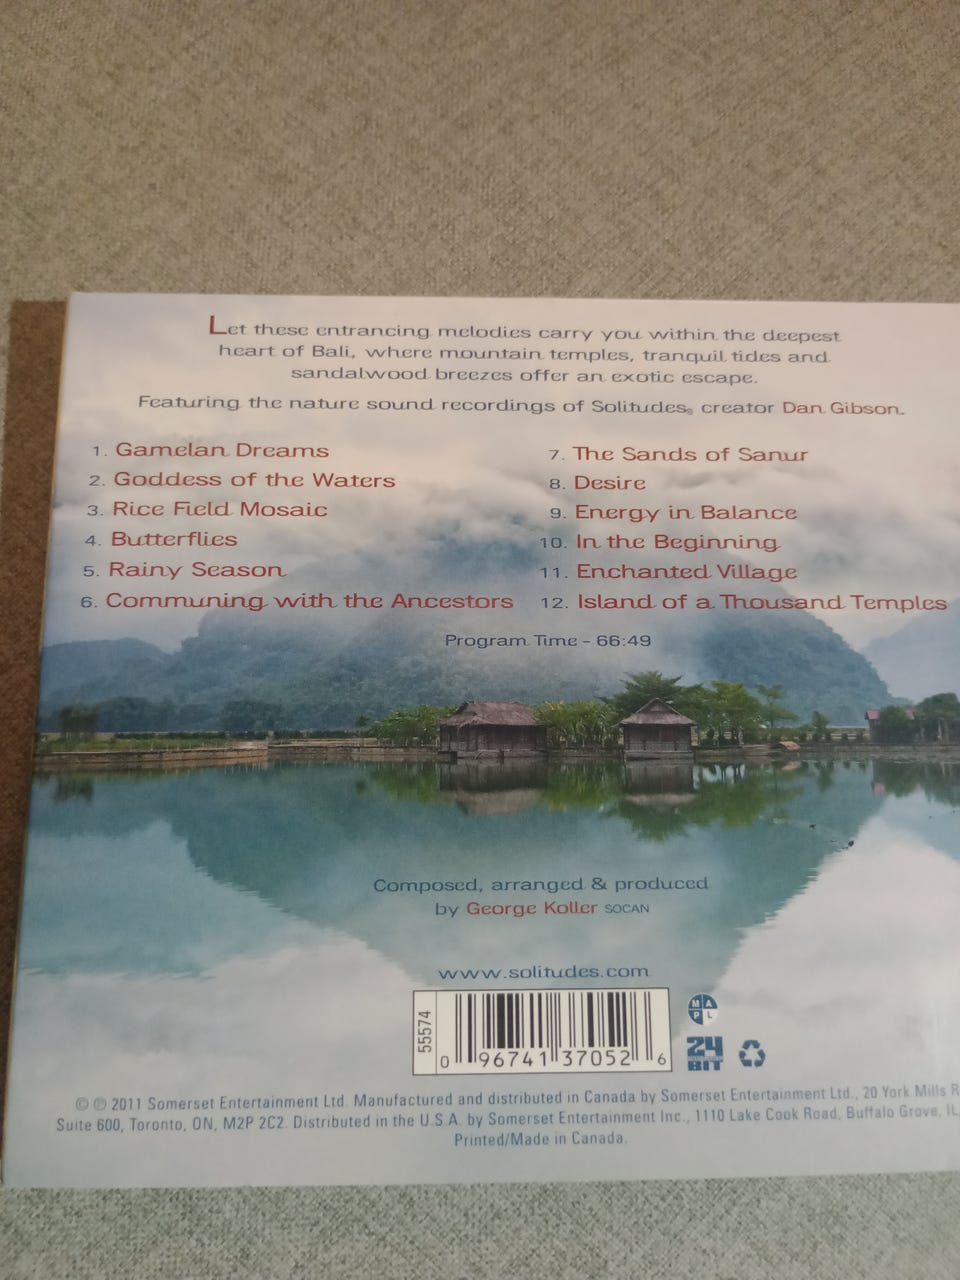 Let these entrancing melodies carry you within the deepest
heart of Bali, where mountain temples, tranquil tides and
sandalwood breezes offer an exotic escape.
Featuring the nature sound recordings of Solitudes® creator Dan Gibson.
1. Gamelan Dreams
2. Goddess of the Waters
3. Rice Field Mosaic
4. Butterflies
5. Rainy Season
6. Communing with the Ancestors
7. The Sands of Sanur
8. Desire
9. Energy in Balance
10. In the Beginning
11. Enchanted Village
12. Island of a Thousand Temples
Program Time - 66:49
Composed, arranged & produced
by George Koller SOCAN
www.solitudes.com
55574
0 96741 37052 6
M A
P L
24
BIT
© ℗ 2011 Somerset Entertainment Ltd. Manufactured and distributed in Canada by Somerset Entertainment Ltd., 20 York Mills
Suite 600, Toronto, ON, M2P 2C2. Distributed in the U.S.A. by Somerset Entertainment Inc., 1110 Lake Cook Road, Buffalo Grove, IL
Printed/Made in Canada.